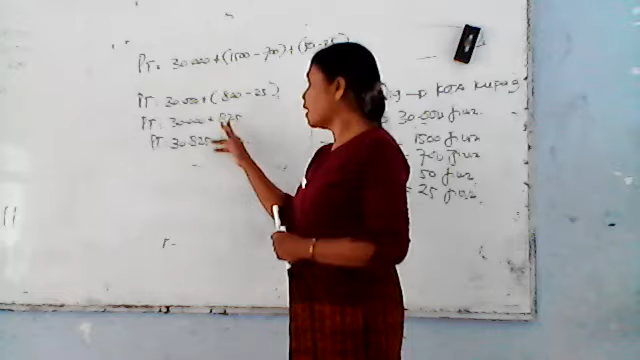 PT = 30 000 + (1500 - 700) + (50 - 25)
PT = 30.000 + (800 - 25)
PT = 30.000 + 825
PT 30.825
KOTA KUPANG
30.000 jiwa
1500 jiwa
700 jiwa
50 jiwa
= 25 jiwa